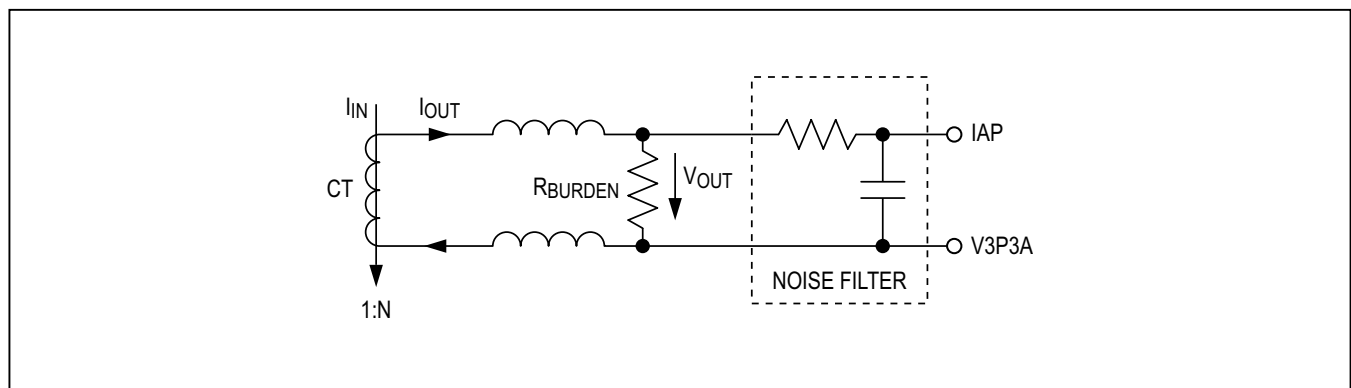 IIN
IOUT
IAP
CT
RBURDEN
VOUT
V3P3A
NOISE FILTER
1:N